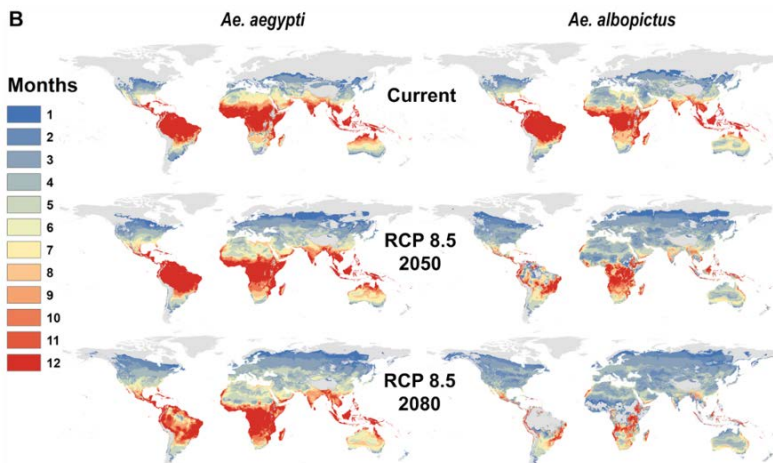 B
Ae. aegypti
Ae. albopictus
Months
1
2
3
4
5
6
7
8
9
10
11
12
Current
RCP 8.5
2050
RCP 8.5
2080